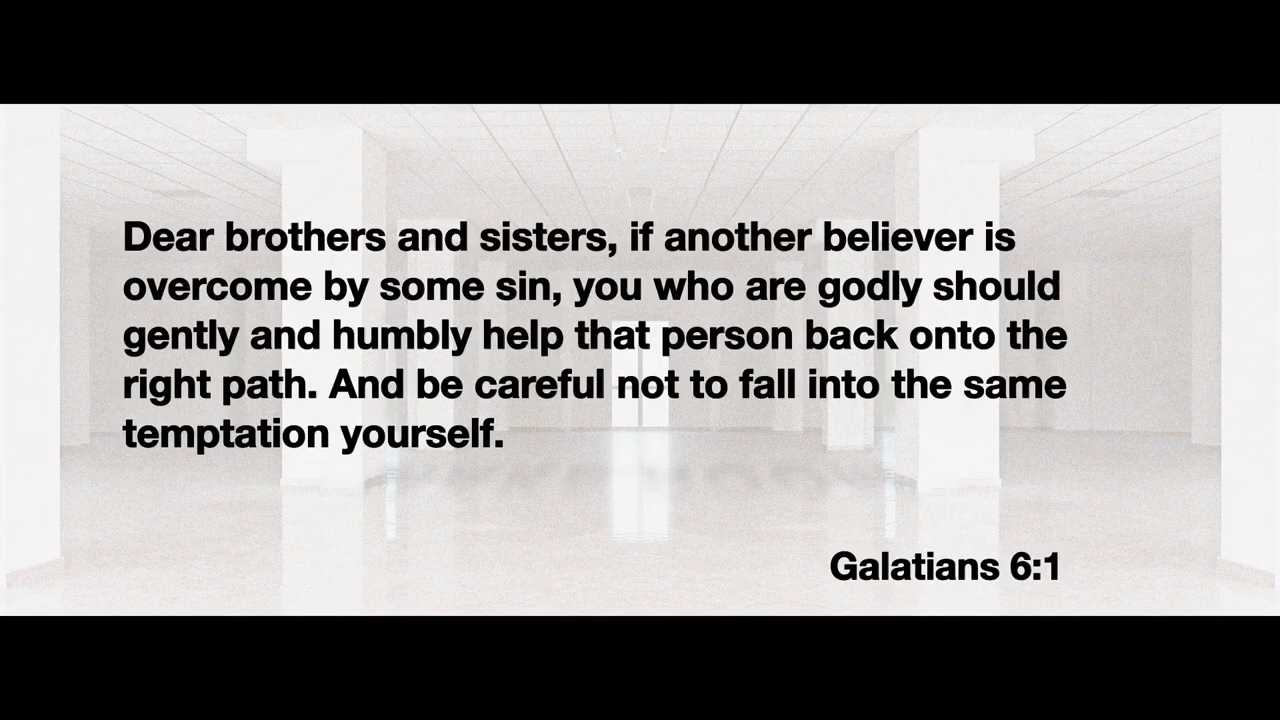 Dear brothers and sisters, if another believer is
overcome by some sin, you who are godly should
gently and humbly help that person back onto the
right path. And be careful not to fall into the same
temptation yourself.
Galatians 6:1